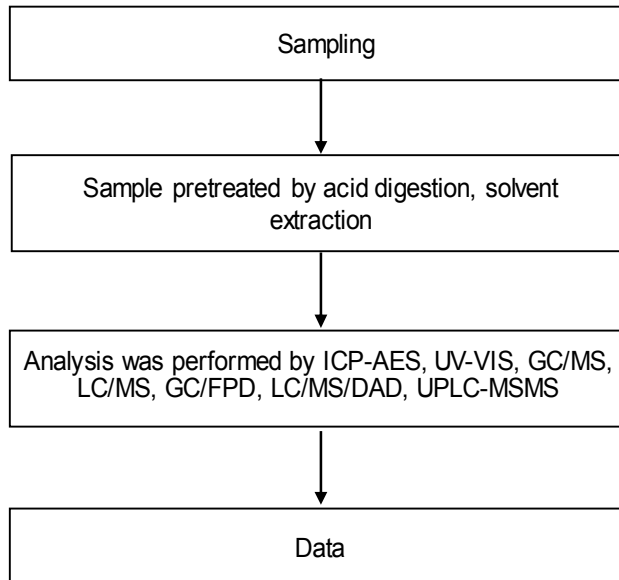 Sampling
Sample pretreated by acid digestion, solvent
extraction
Analysis was performed by ICP-AES, UV-VIS, GC/MS,
LC/MS, GC/FPD, LC/MS/DAD, UPLC-MSMS
Data